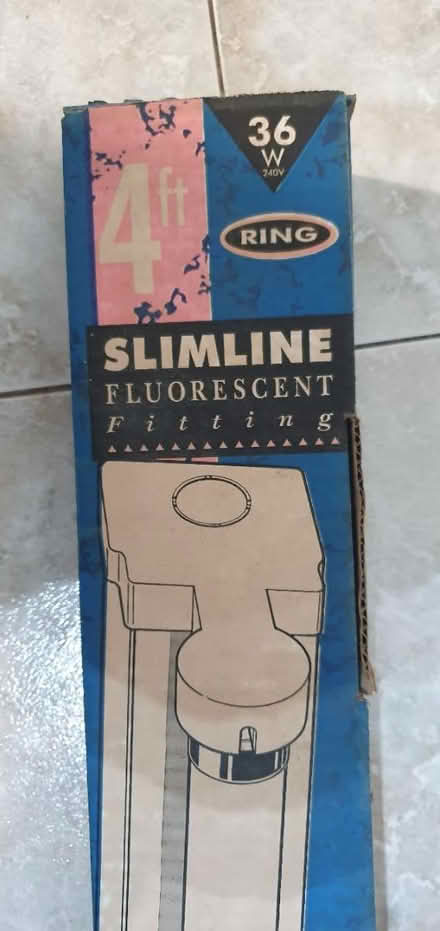 36
W
240V
4ft
RING
SLIMLINE
FLUORESCENT
Fitting